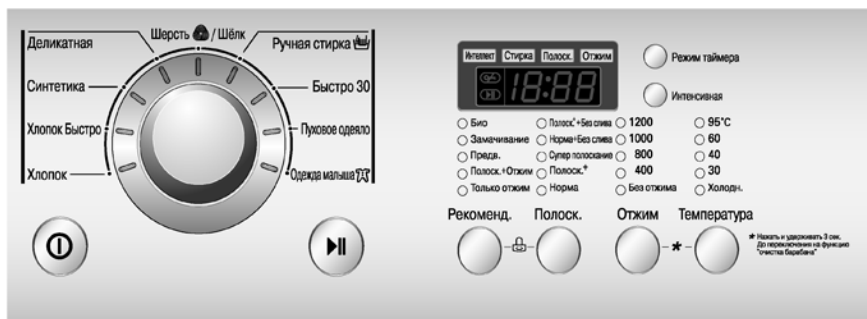 Шерсть / Шёлк
Деликатная
Ручная стирка
Синтетика
Быстро 30
Хлопок Быстро
Пуховое одеяло
Хлопок
Одежда малыша
Интеллект Стирка Полоск. Отжим
18:88
Режим таймера
Интенсивная
Био
Полоск.+ +Без слива
1200
95°C
Замачивание
Норма+Без слива
1000
60
Предв.
Супер полоскание
800
40
Полоск.+Отжим
Полоск.+
400
30
Только отжим
Норма
Без отжима
Холодн.
Рекоменд. Полоск. Отжим Температура
* Нажать и удерживать 3 сек.
До переключения на функцию
"очистка барабана"
*